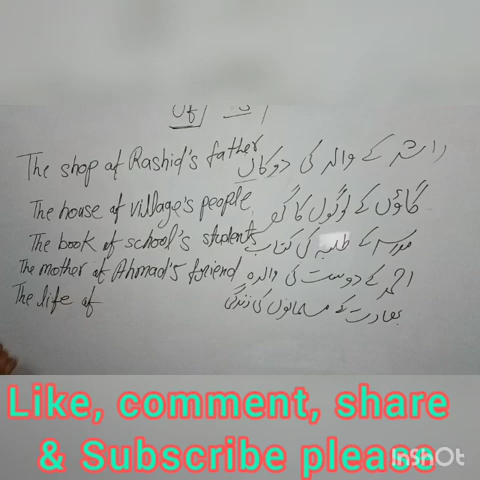 The shop of Rashid's father راشد کے والد کی دوکان
The house of village's people گاؤں کے لوگوں کا گھر
The book of school's students مدرسہ کے طلبہ کی کتاب
The mother of Ahmad's friend احمد کے دوست کی والدہ
The life of بھارت کے مسلمانوں کی زندگی
Like, comment, share
& Subscribe please
InShOt